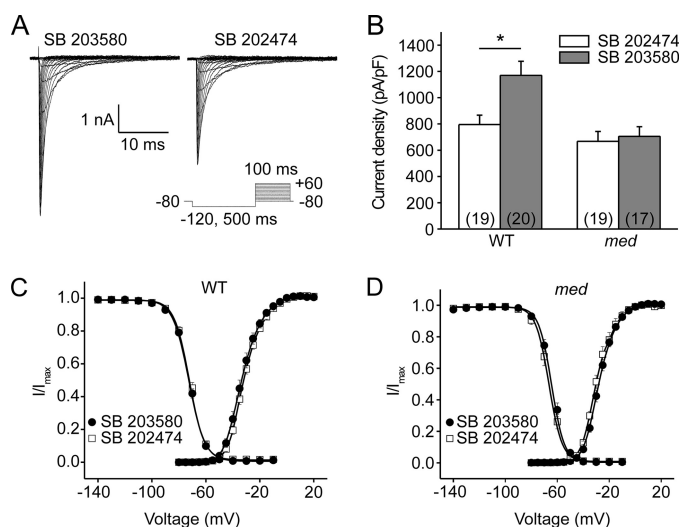 A
SB 203580
SB 202474
1 nA
10 ms
100 ms
+60
-80
-80
-120, 500 ms
B
SB 202474
SB 203580
*
Current density (pA/pF)
1400
1200
1000
800
600
400
200
0
(19)
(20)
(19)
(17)
WT
med
C
WT
I/Imax
1.0
0.8
0.6
0.4
0.2
0.0
SB 203580
SB 202474
-140
-100
-60
-20
20
Voltage (mV)
D
med
I/Imax
1.0
0.8
0.6
0.4
0.2
0.0
SB 203580
SB 202474
-140
-100
-60
-20
20
Voltage (mV)